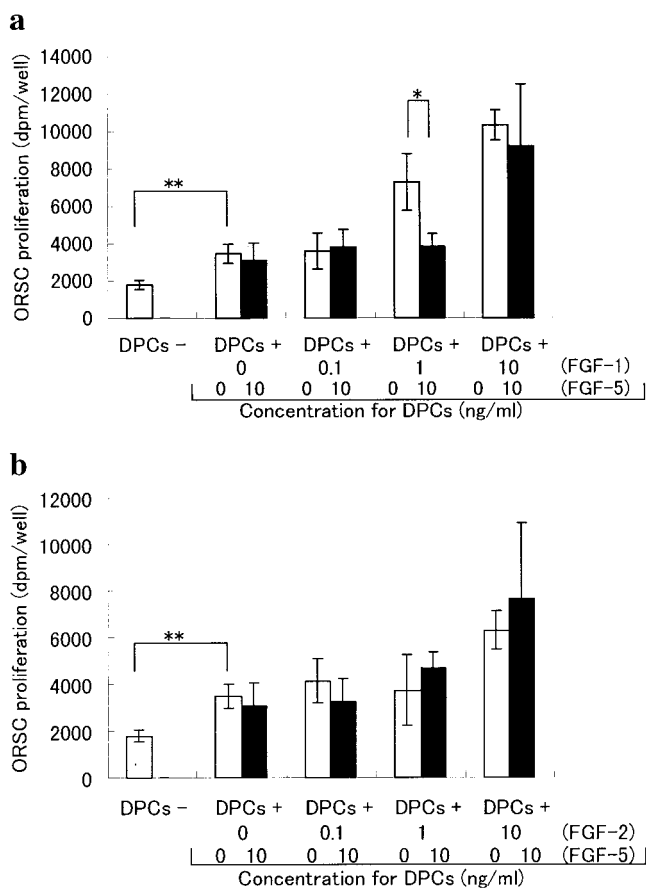 a
ORSC proliferation (dpm/well)
14000
12000
10000
8000
6000
4000
2000
0
**
*
DPCs − DPCs + DPCs + DPCs + DPCs +
0 0.1 1 10 (FGF-1)
0 10 0 10 0 10 0 10 (FGF-5)
Concentration for DPCs (ng/ml)
b
ORSC proliferation (dpm/well)
12000
10000
8000
6000
4000
2000
0
**
DPCs − DPCs + DPCs + DPCs + DPCs +
0 0.1 1 10 (FGF-2)
0 10 0 10 0 10 0 10 (FGF-5)
Concentration for DPCs (ng/ml)